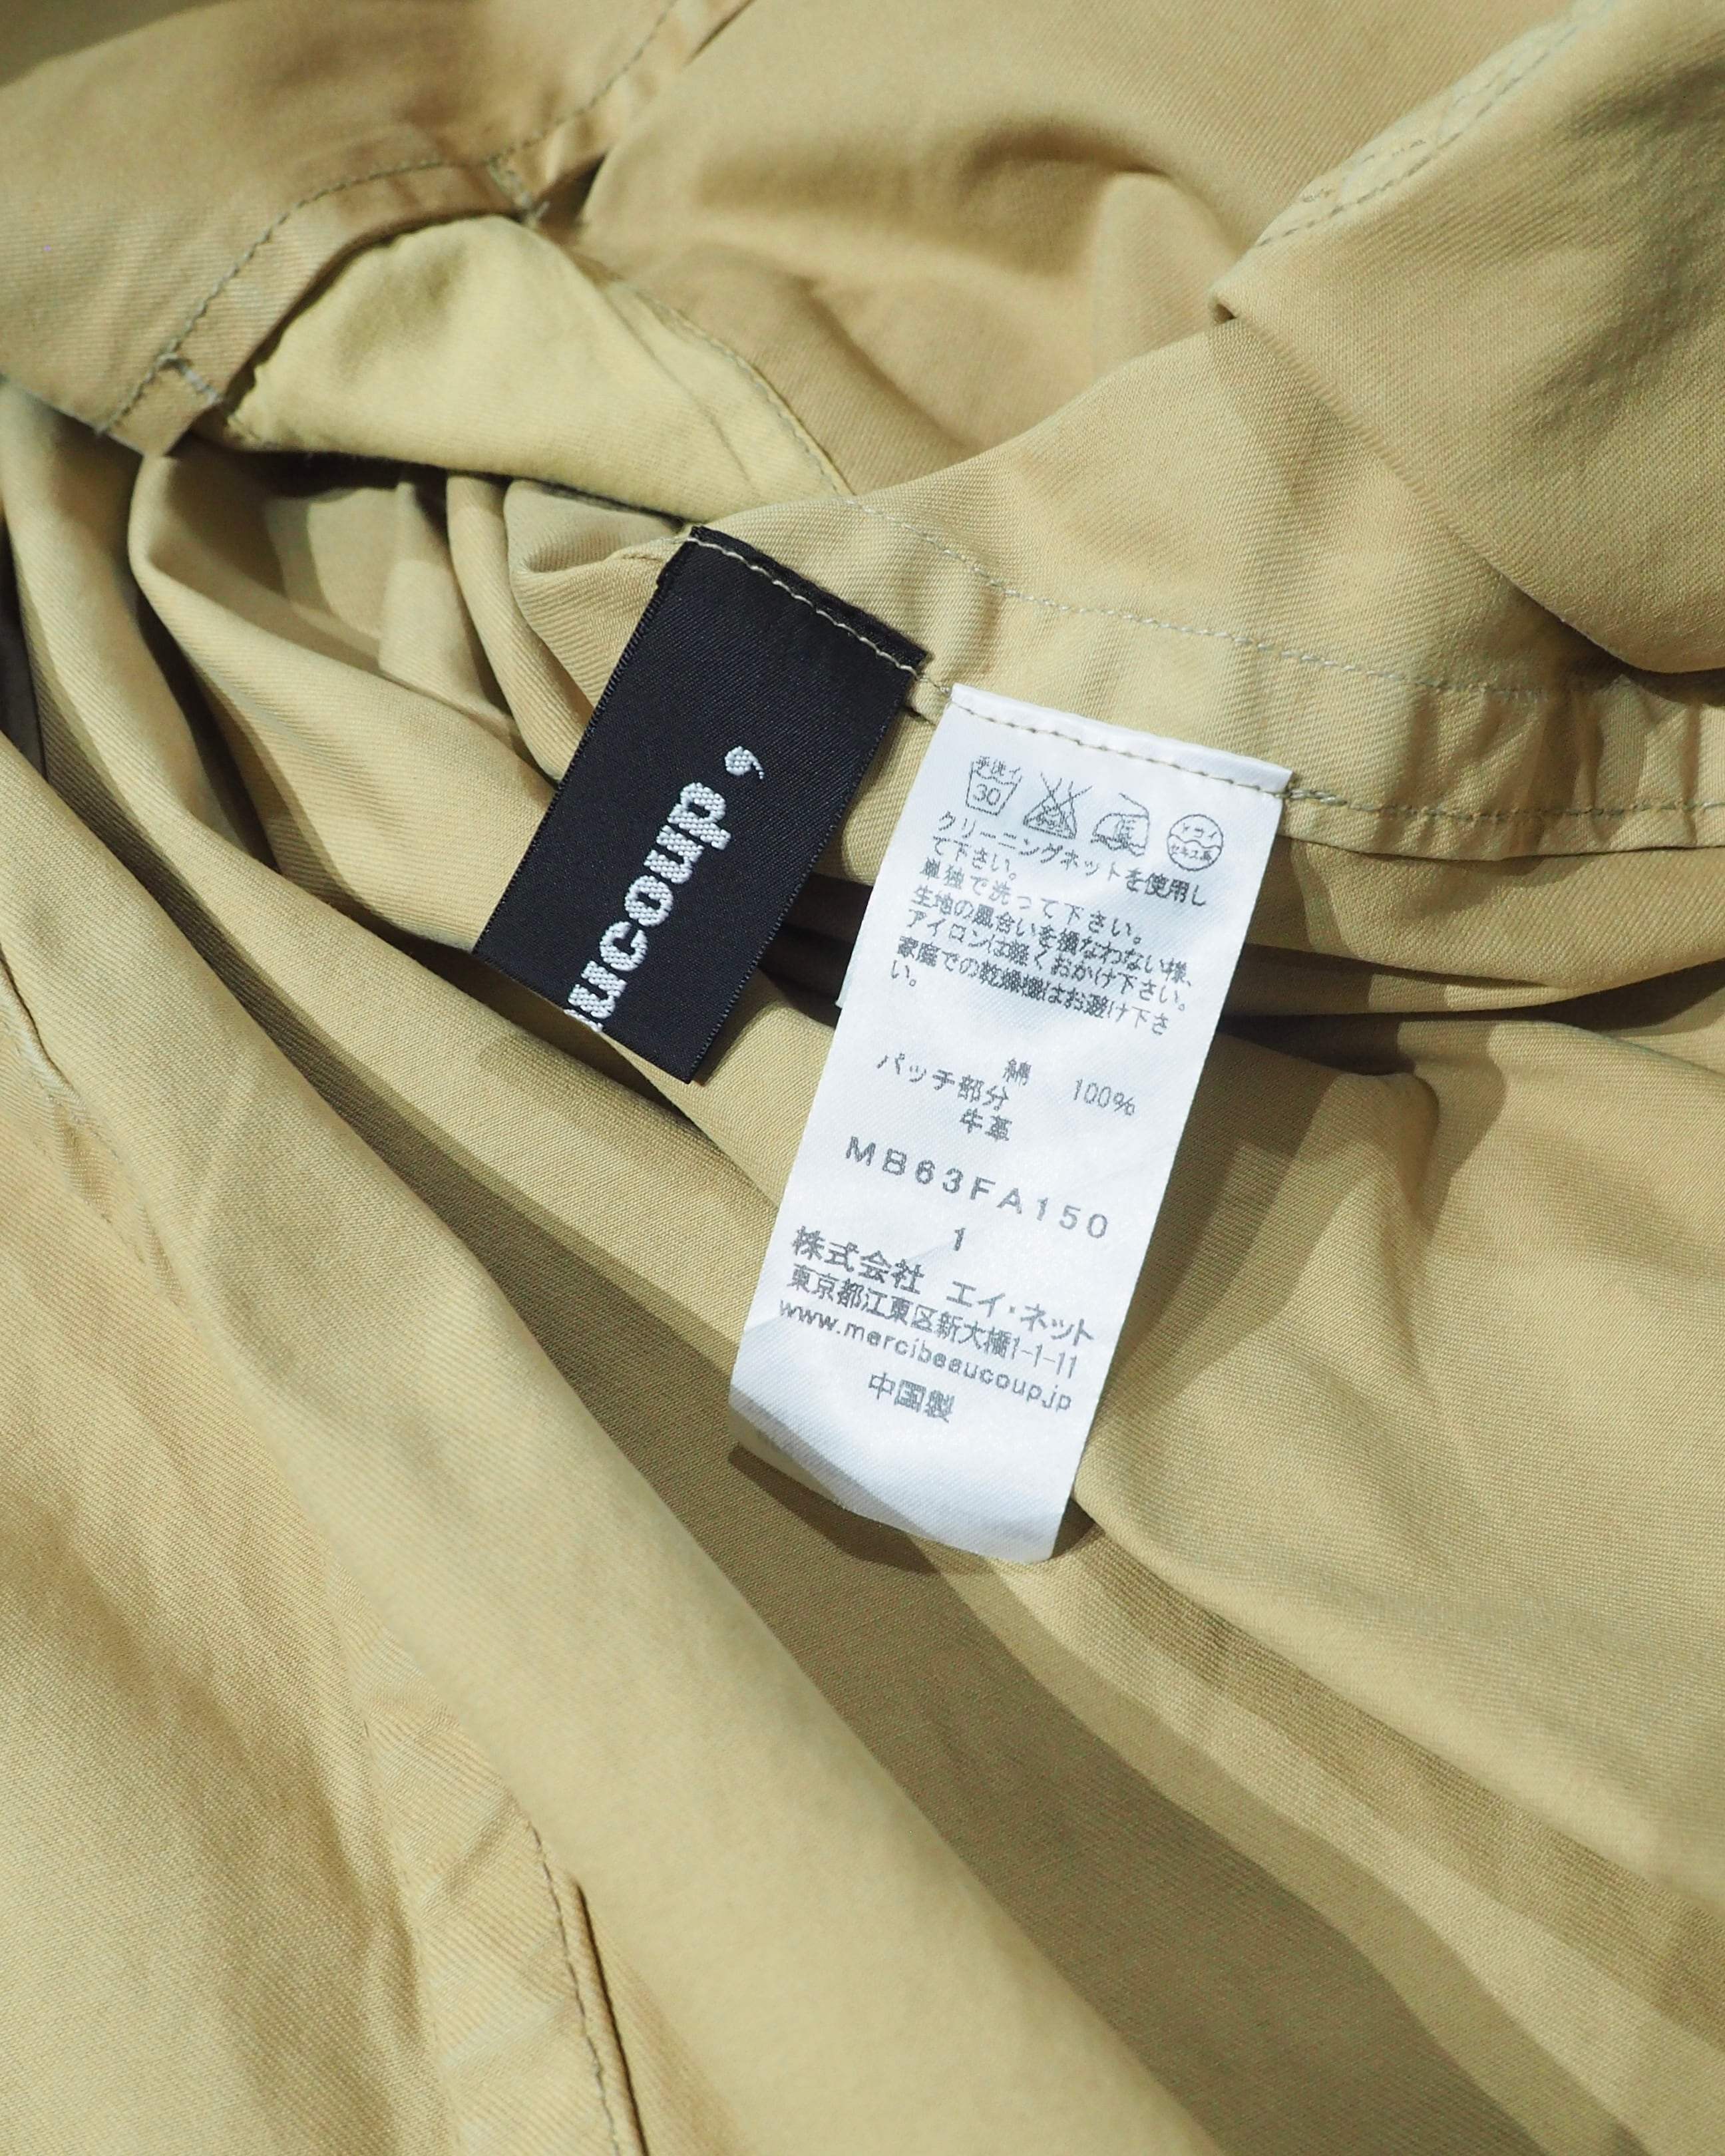 ucoup,
手洗イ
30
ドライ
セキユ系
クリーニングネットを使用し
て下さい。
単独で洗って下さい。
生地の風合いを損なわない様、
アイロンは軽くおかけ下さい。
家庭での乾燥機はお避け下さ
い。
綿 100%
パッチ部分
牛革
MB63FA150
1
株式会社 エイ・ネット
東京都江東区新大橋1-1-11
www.mercibeaucoup.jp
中国製